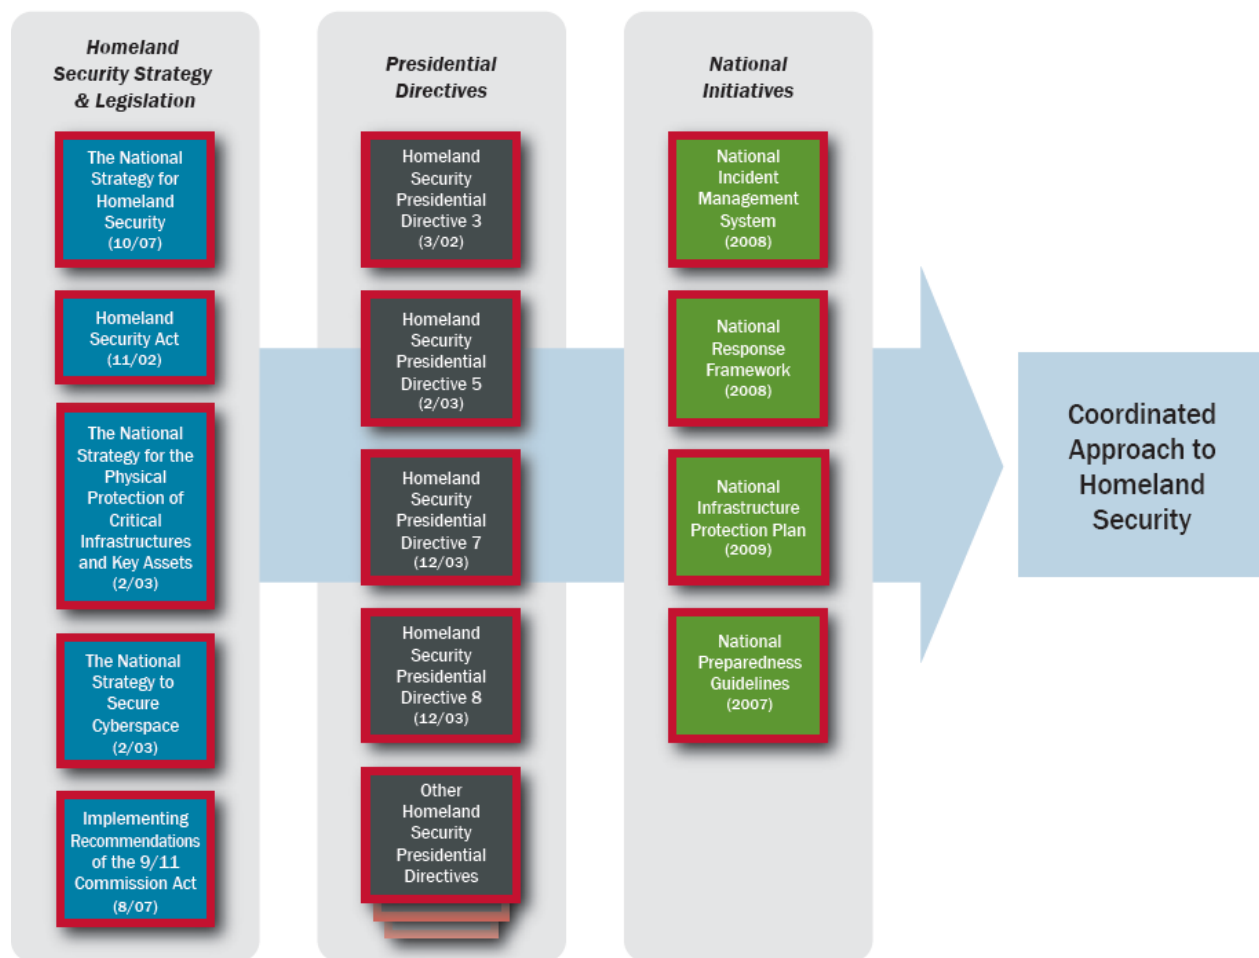 Homeland
Security Strategy
& Legislation
The National
Strategy for
Homeland
Security
(10/07)
Homeland
Security Act
(11/02)
The National
Strategy for the
Physical
Protection of
Critical
Infrastructures
and Key Assets
(2/03)
The National
Strategy to
Secure
Cyberspace
(2/03)
Implementing
Recommendations
of the 9/11
Commission Act
(8/07)
Presidential
Directives
Homeland
Security
Presidential
Directive 3
(3/02)
Homeland
Security
Presidential
Directive 5
(2/03)
Homeland
Security
Presidential
Directive 7
(12/03)
Homeland
Security
Presidential
Directive 8
(12/03)
Other
Homeland
Security
Presidential
Directives
National
Initiatives
National
Incident
Management
System
(2008)
National
Response
Framework
(2008)
National
Infrastructure
Protection Plan
(2009)
National
Preparedness
Guidelines
(2007)
Coordinated
Approach to
Homeland
Security